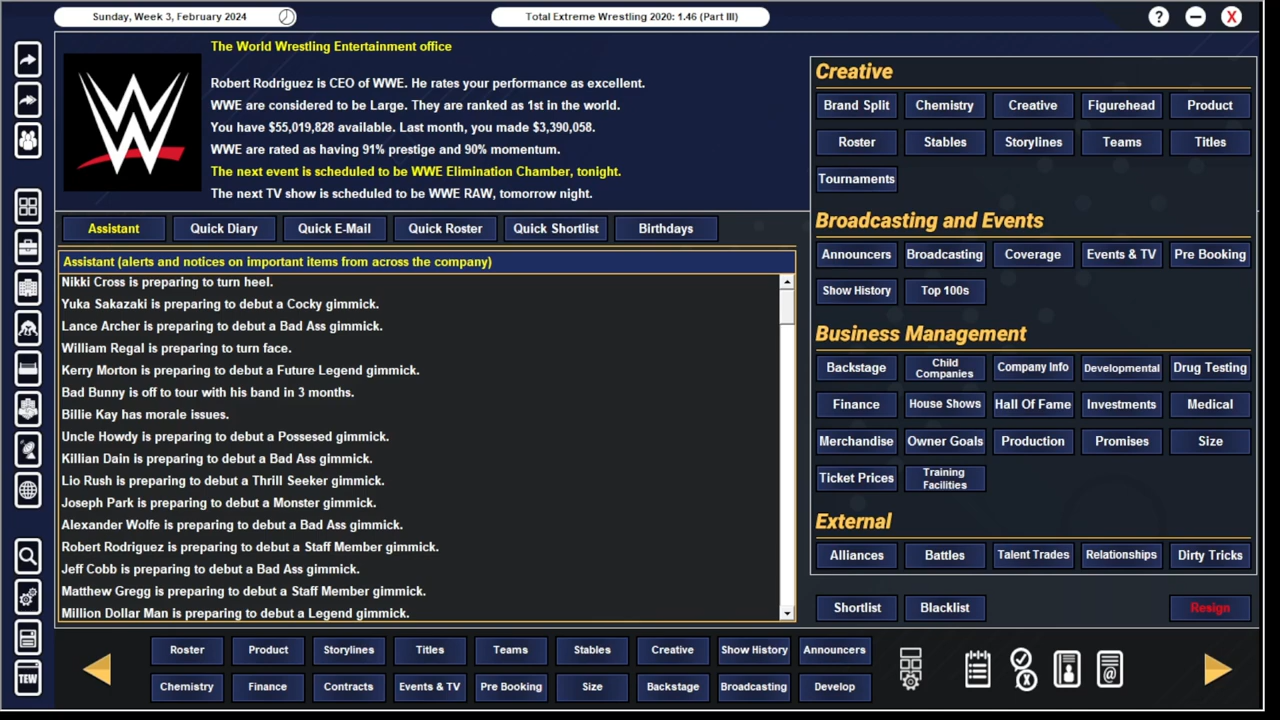 Sunday, Week 3, February 2024
Total Extreme Wrestling 2020: 1.46 (Part III)
?
X
The World Wrestling Entertainment office
Robert Rodriguez is CEO of WWE. He rates your performance as excellent.
WWE are considered to be Large. They are ranked as 1st in the world.
You have $55,019,828 available. Last month, you made $3,390,058.
WWE are rated as having 91% prestige and 90% momentum.
The next event is scheduled to be WWE Elimination Chamber, tonight.
The next TV show is scheduled to be WWE RAW, tomorrow night.
Assistant Quick Diary Quick E-Mail Quick Roster Quick Shortlist Birthdays
Assistant (alerts and notices on important items from across the company)
Nikki Cross is preparing to turn heel.
Yuka Sakazaki is preparing to debut a Cocky gimmick.
Lance Archer is preparing to debut a Bad Ass gimmick.
William Regal is preparing to turn face.
Kerry Morton is preparing to debut a Future Legend gimmick.
Bad Bunny is off to tour with his band in 3 months.
Billie Kay has morale issues.
Uncle Howdy is preparing to debut a Possesed gimmick.
Killian Dain is preparing to debut a Bad Ass gimmick.
Lio Rush is preparing to debut a Thrill Seeker gimmick.
Joseph Park is preparing to debut a Monster gimmick.
Alexander Wolfe is preparing to debut a Bad Ass gimmick.
Robert Rodriguez is preparing to debut a Staff Member gimmick.
Jeff Cobb is preparing to debut a Bad Ass gimmick.
Matthew Gregg is preparing to debut a Staff Member gimmick.
Million Dollar Man is preparing to debut a Legend gimmick.
Creative
Brand Split Chemistry Creative Figurehead Product
Roster Stables Storylines Teams Titles
Tournaments
Broadcasting and Events
Announcers Broadcasting Coverage Events & TV Pre Booking
Show History Top 100s
Business Management
Backstage Child Companies Company Info Developmental Drug Testing
Finance House Shows Hall Of Fame Investments Medical
Merchandise Owner Goals Production Promises Size
Ticket Prices Training Facilities
External
Alliances Battles Talent Trades Relationships Dirty Tricks
Shortlist Blacklist Resign
Roster Product Storylines Titles Teams Stables Creative Show History Announcers
Chemistry Finance Contracts Events & TV Pre Booking Size Backstage Broadcasting Develop
TEW